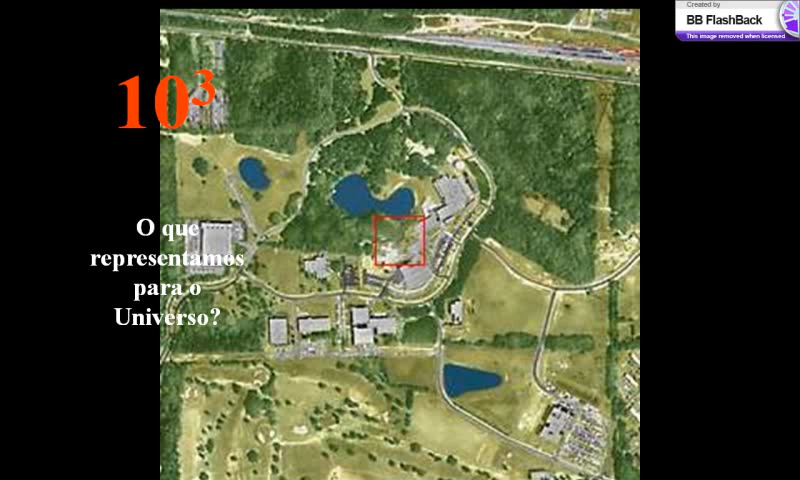 Created by
BB FlashBack
This image removed when licensed
10³
O que
representamos
para o
Universo?